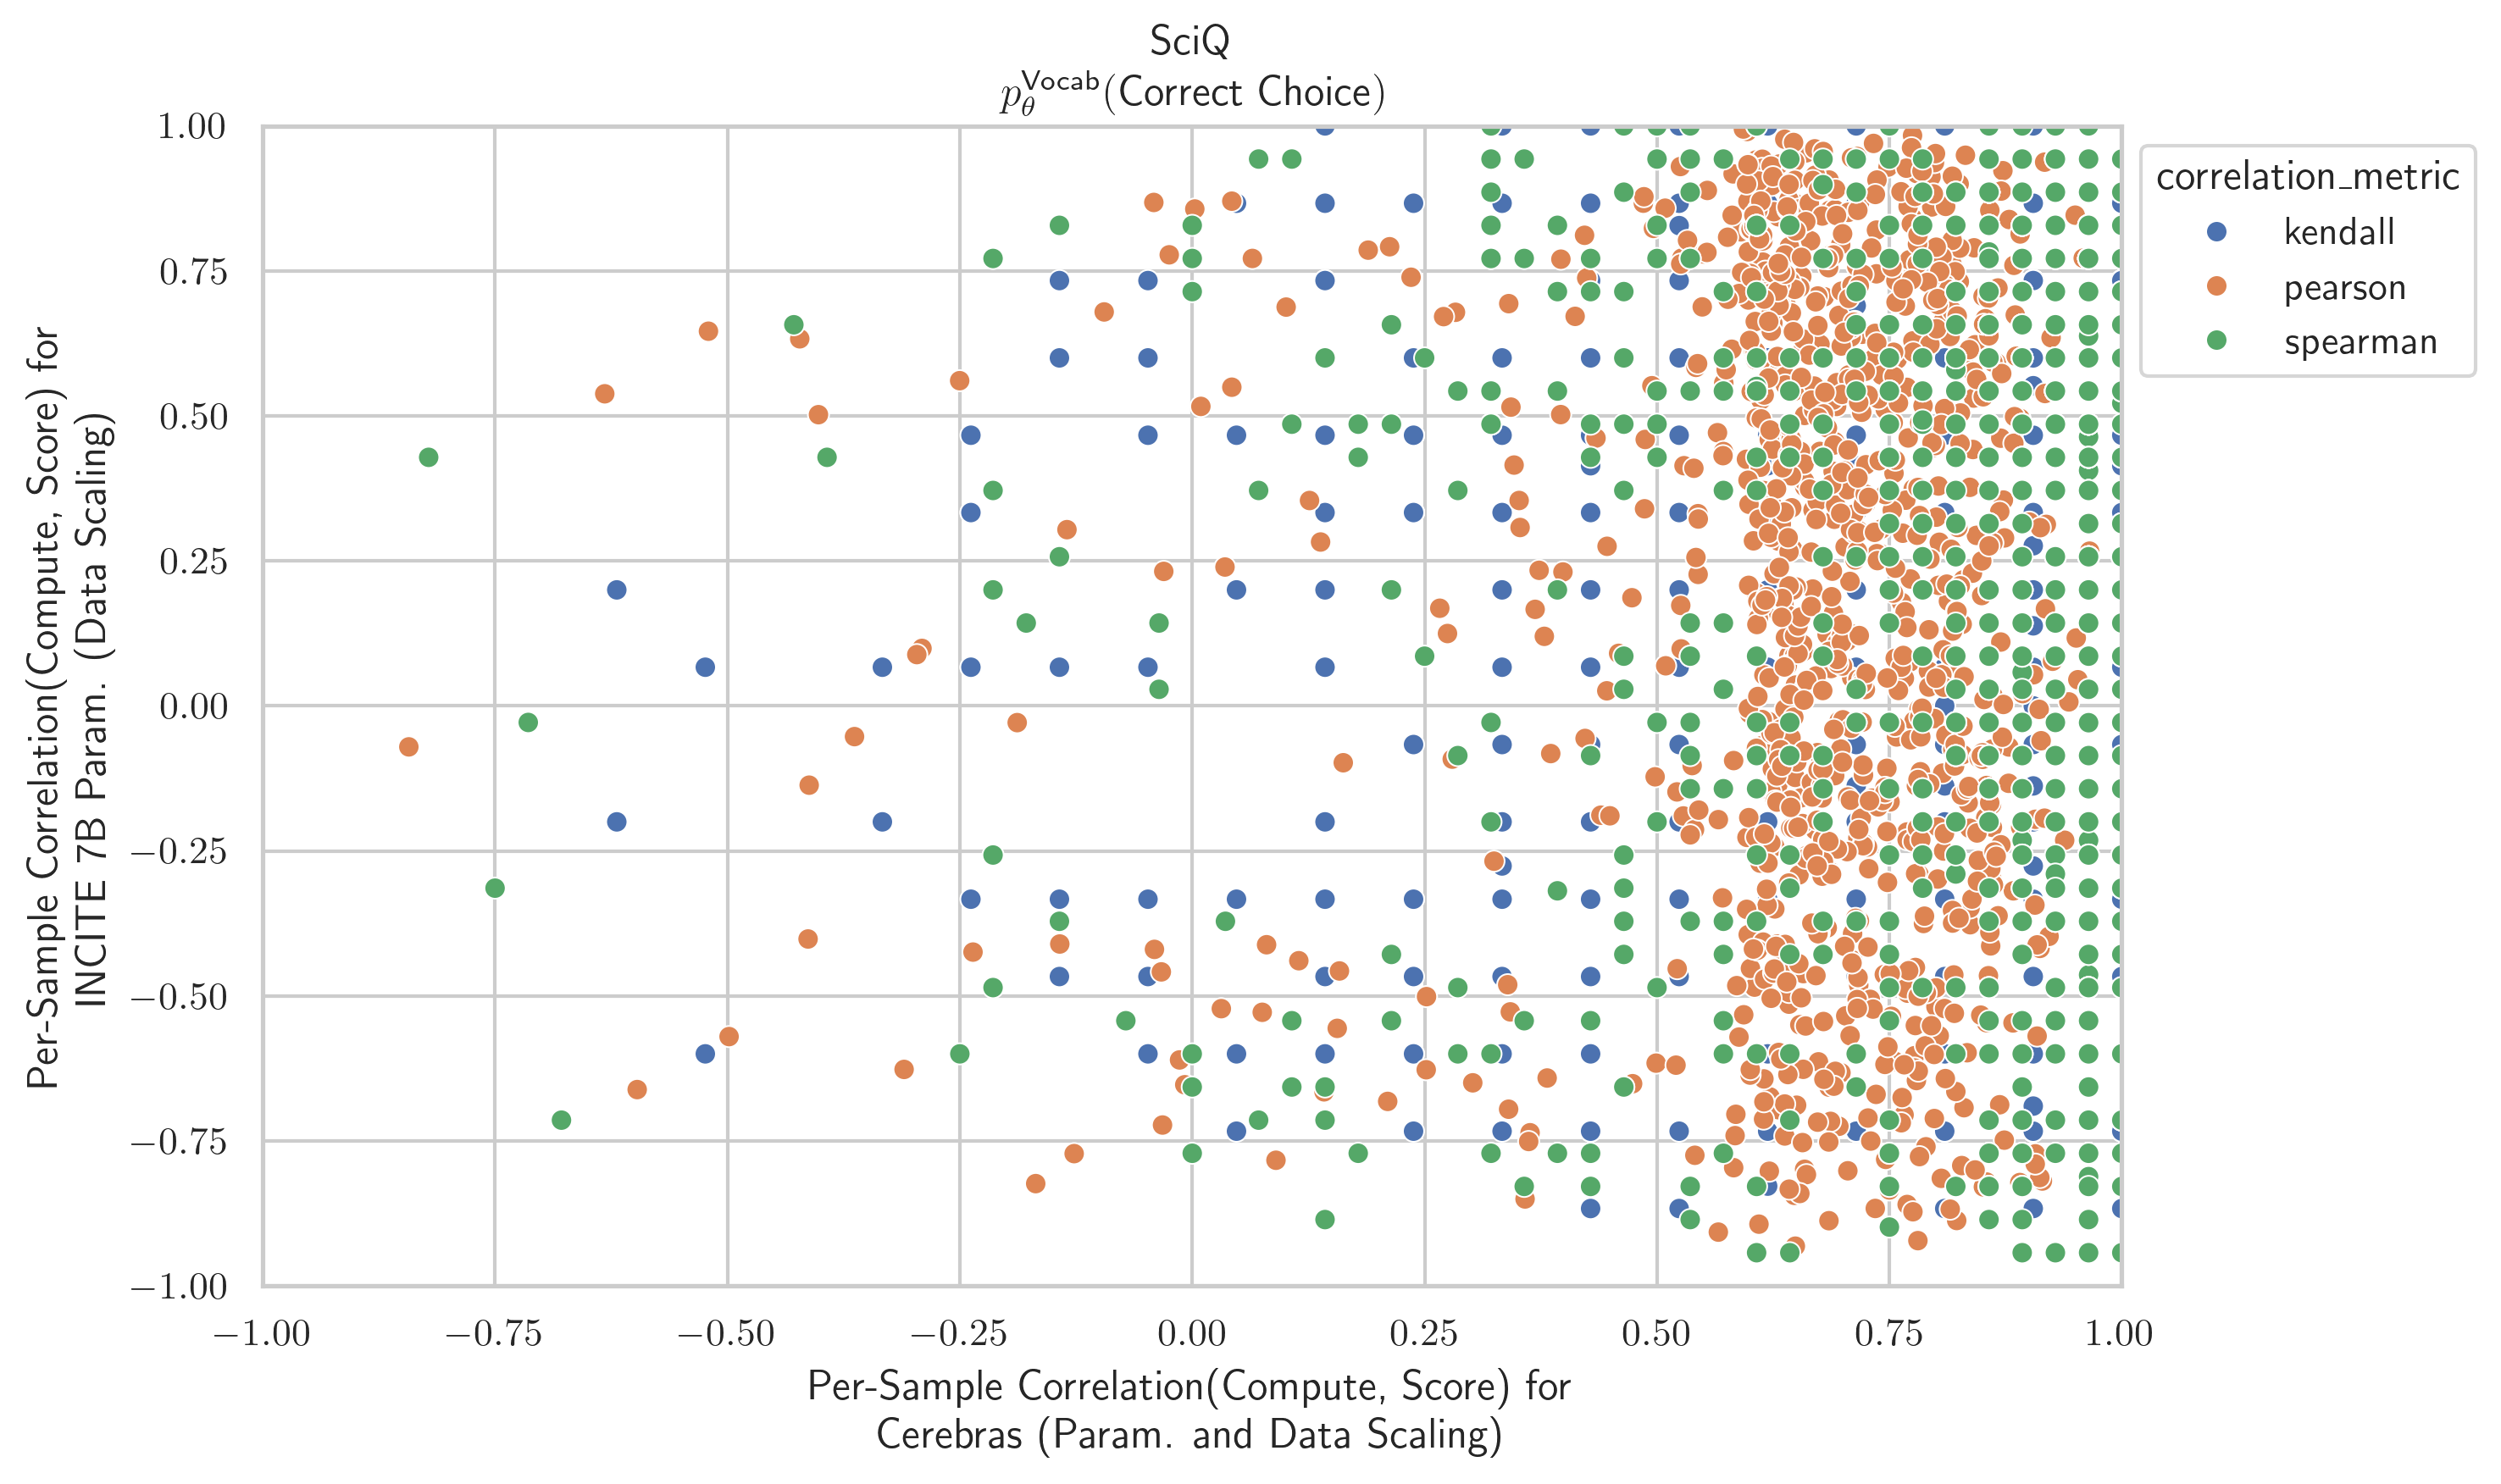 SciQ
p_θ^Vocab(Correct Choice)
Per-Sample Correlation(Compute, Score) for
INCITE 7B Param. (Data Scaling)
1.00
0.75
0.50
0.25
0.00
−0.25
−0.50
−0.75
−1.00
−1.00 −0.75 −0.50 −0.25 0.00 0.25 0.50 0.75 1.00
Per-Sample Correlation(Compute, Score) for
Cerebras (Param. and Data Scaling)
correlation_metric
kendall
pearson
spearman